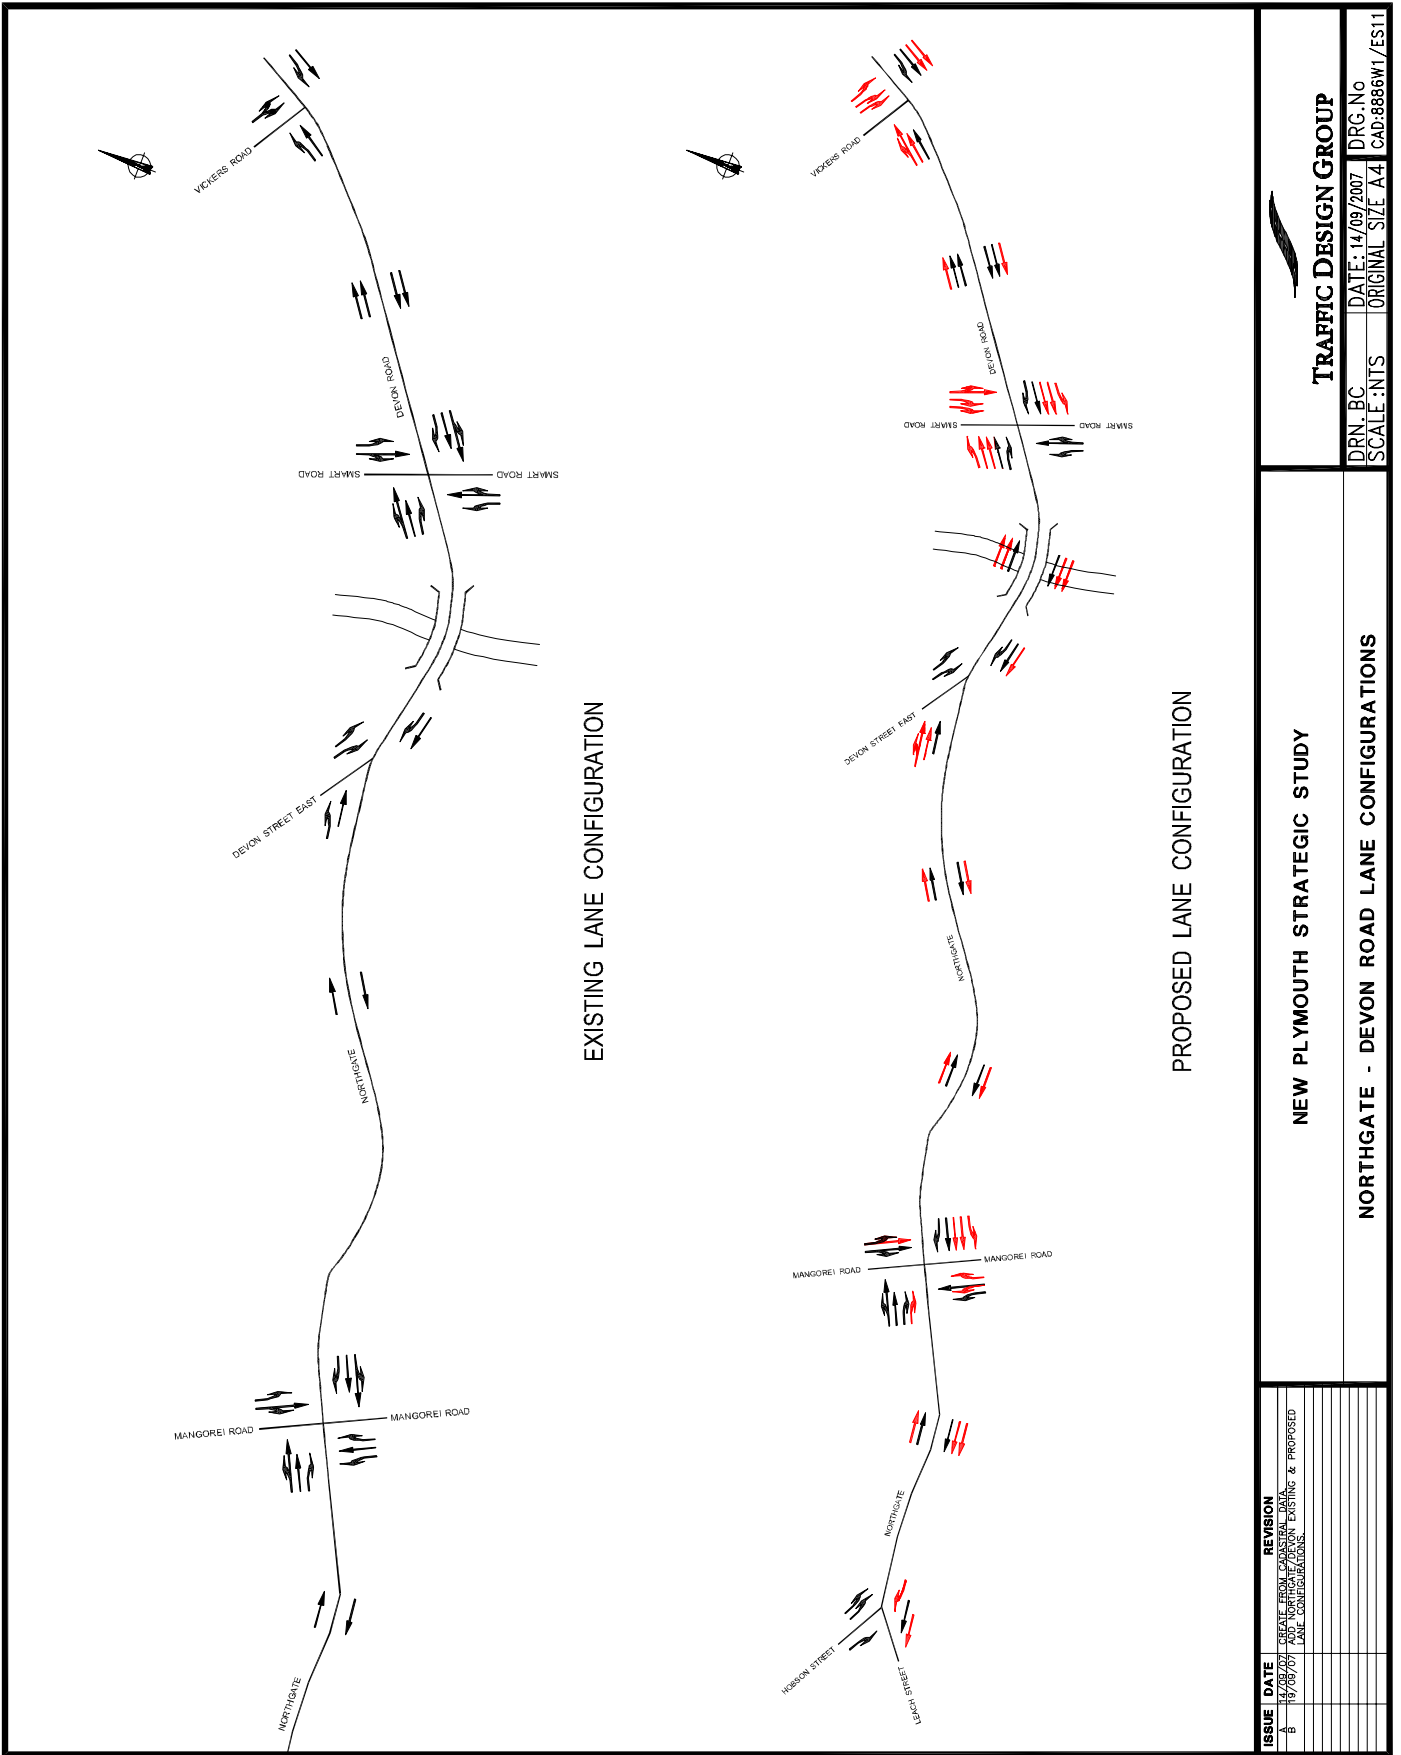 VICKERS ROAD
DEVON ROAD
SMART ROAD
SMART ROAD
DEVON STREET EAST
NORTHGATE
MANGOREI ROAD
MANGOREI ROAD
NORTHGATE
EXISTING LANE CONFIGURATION
VICKERS ROAD
DEVON ROAD
SMART ROAD
SMART ROAD
DEVON STREET EAST
NORTHGATE
MANGOREI ROAD
MANGOREI ROAD
NORTHGATE
HOBSON STREET
LEACH STREET
PROPOSED LANE CONFIGURATION
ISSUE DATE REVISION
A 14/09/07 CREATE FROM CADASTRAL DATA.
B 19/09/07 ADD NORTHGATE/DEVON EXISTING & PROPOSED
LANE CONFIGURATIONS.
NEW PLYMOUTH STRATEGIC STUDY
NORTHGATE - DEVON ROAD LANE CONFIGURATIONS
TRAFFIC DESIGN GROUP
DRN. BC DATE: 14/09/2007 DRG.No
SCALE :NTS ORIGINAL SIZE A4 CAD:8886W1/ES11